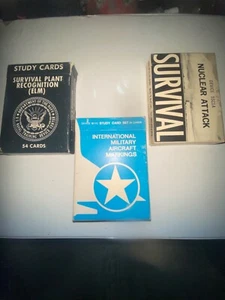 STUDY CARDS
SURVIVAL PLANT
RECOGNITION
(ELM)
54 CARDS
SURVIVAL
NUCLEAR ATTACK
INTERNATIONAL
MILITARY
AIRCRAFT
MARKINGS